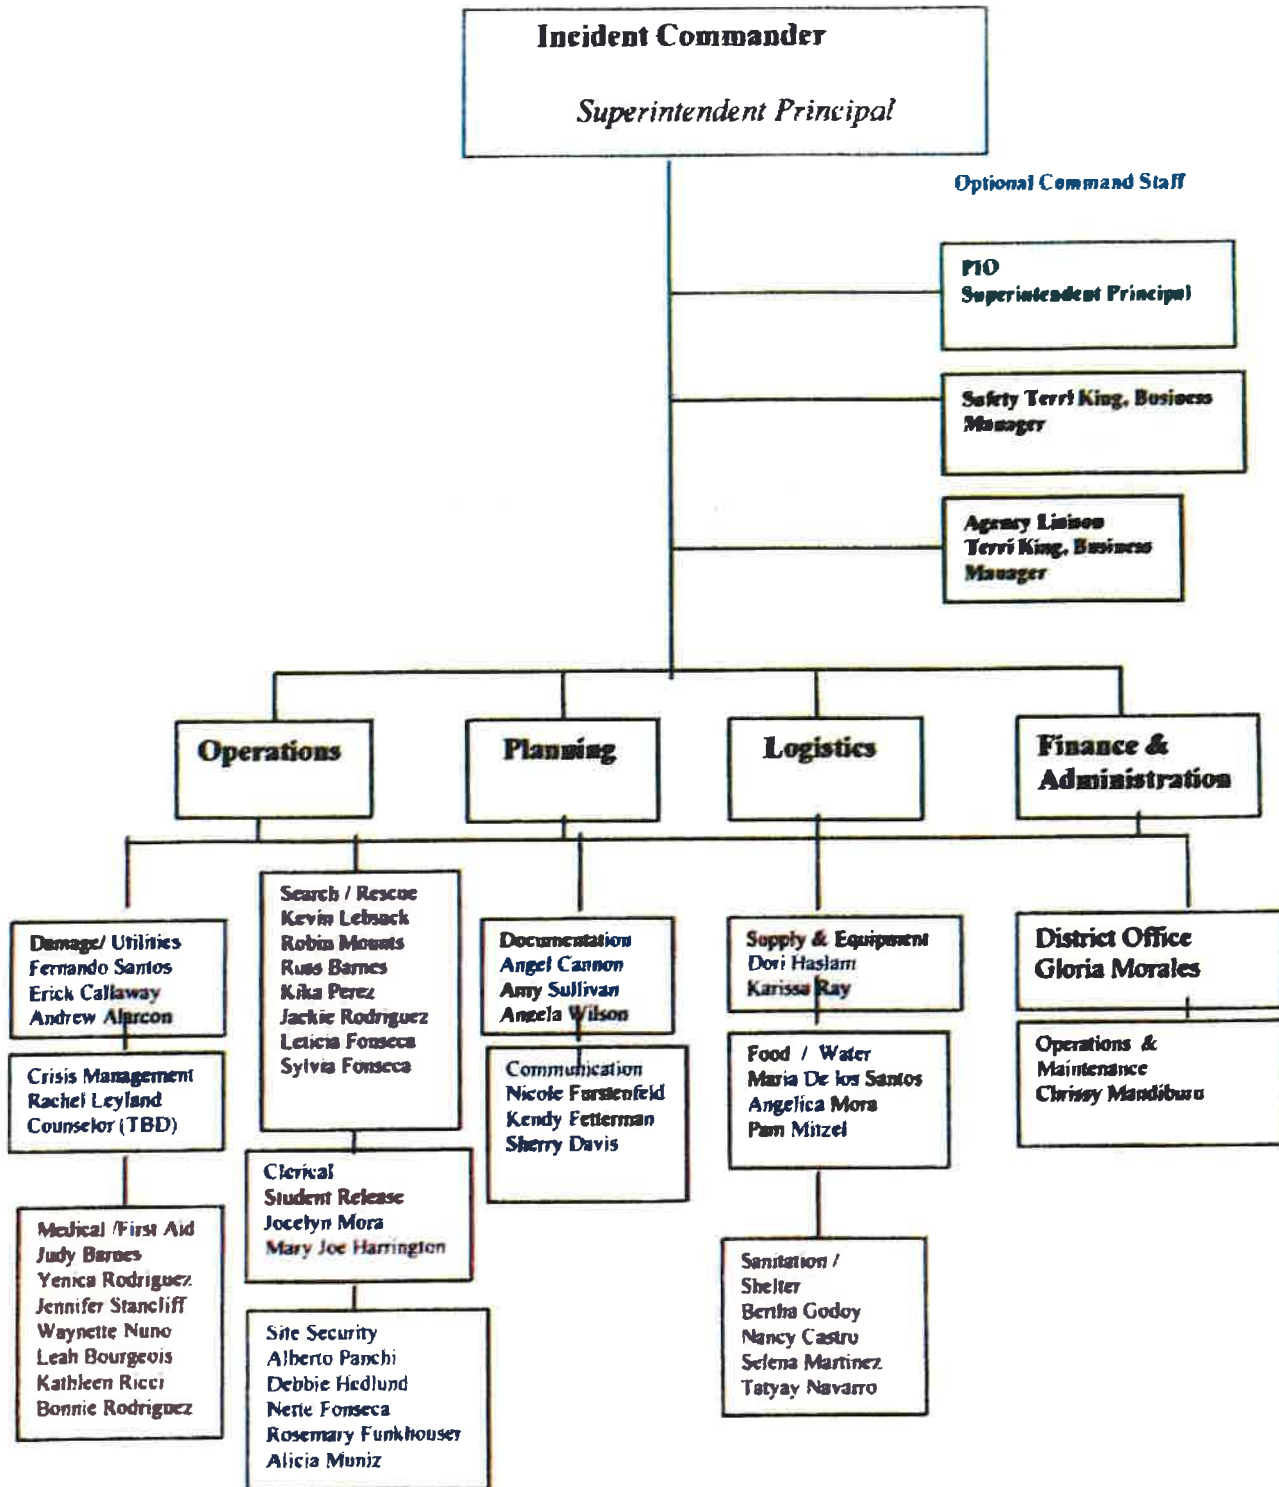 Incident Commander
Superintendent Principal
Optional Command Staff
PIO
Superintendent Principal
Safety Terri King, Business
Manager
Agency Liaison
Terri King, Business
Manager
Operations
Planning
Logistics
Finance &
Administration
Damage/ Utilities
Fernando Santos
Erick Callaway
Andrew Alarcon
Crisis Management
Rachel Leyland
Counselor (TBD)
Medical /First Aid
Judy Barnes
Yenica Rodriguez
Jennifer Stancliff
Waynette Nuno
Leah Bourgeois
Kathleen Ricci
Bonnie Rodriguez
Search / Rescue
Kevin Lebsack
Robin Mounts
Russ Barnes
Kika Perez
Jackie Rodriguez
Leticia Fonseca
Sylvia Fonseca
Clerical
Student Release
Jocelyn Mora
Mary Joe Harrington
Site Security
Alberto Panchi
Debbie Hedlund
Nette Fonseca
Rosemary Funkhouser
Alicia Muniz
Documentation
Angel Cannon
Amy Sullivan
Angela Wilson
Communication
Nicole Furstenfeld
Kendy Fetterman
Sherry Davis
Supply & Equipment
Dori Haslam
Karissa Ray
Food / Water
Maria De los Santos
Angelica Mora
Pam Mitzel
Sanitation /
Shelter
Bertha Godoy
Nancy Castro
Selena Martinez
Tatyay Navarro
District Office
Gloria Morales
Operations &
Maintenance
Chrissy Mandiburu